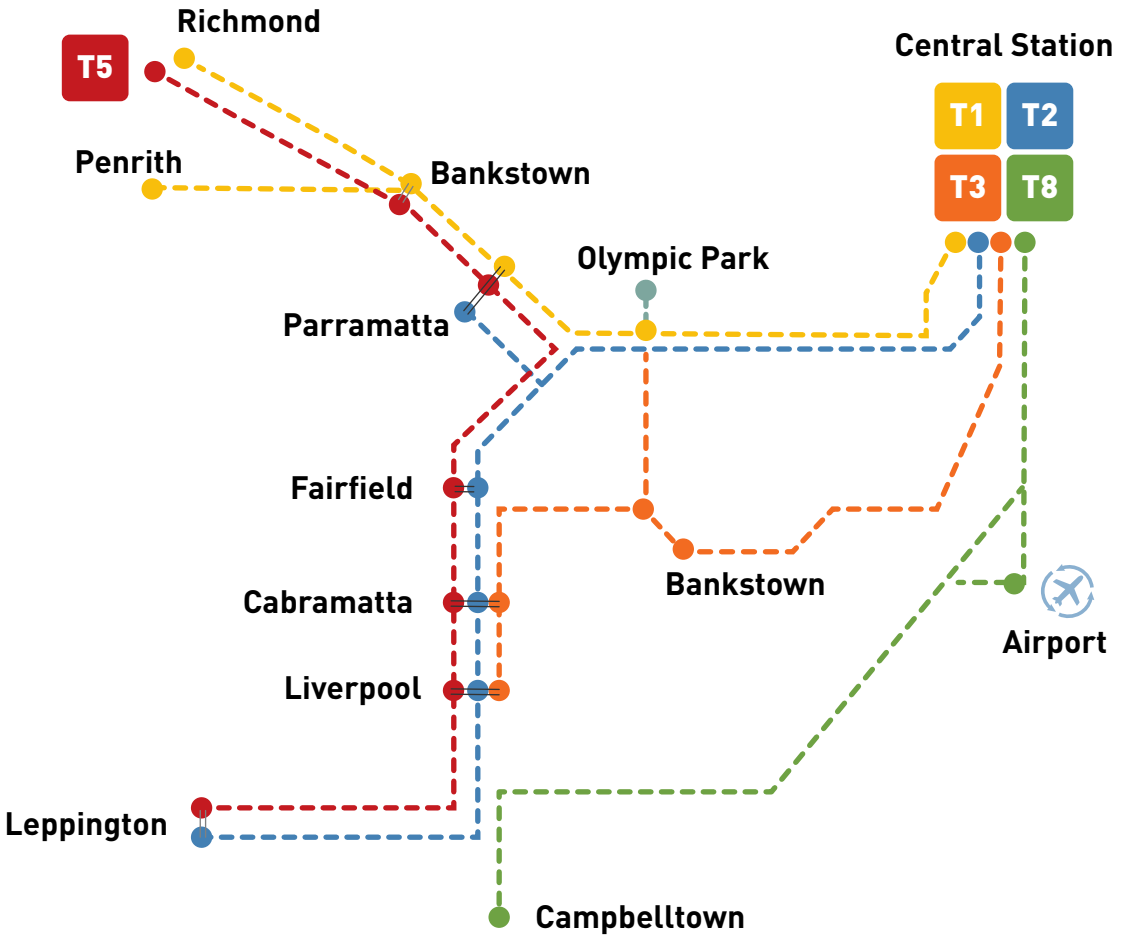 Richmond
Central Station
T5
T1
T2
Penrith
Bankstown
T3
T8
Olympic Park
Parramatta
Fairfield
Bankstown
Cabramatta
Airport
Liverpool
Leppington
Campbelltown